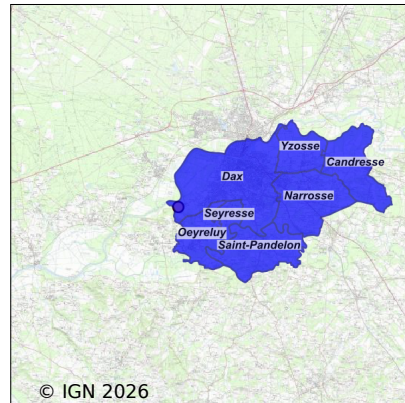 Yzosse
Candresse
Dax
Narrosse
Seyresse
Oeyreluy
Saint-Pandelon
© IGN 2026